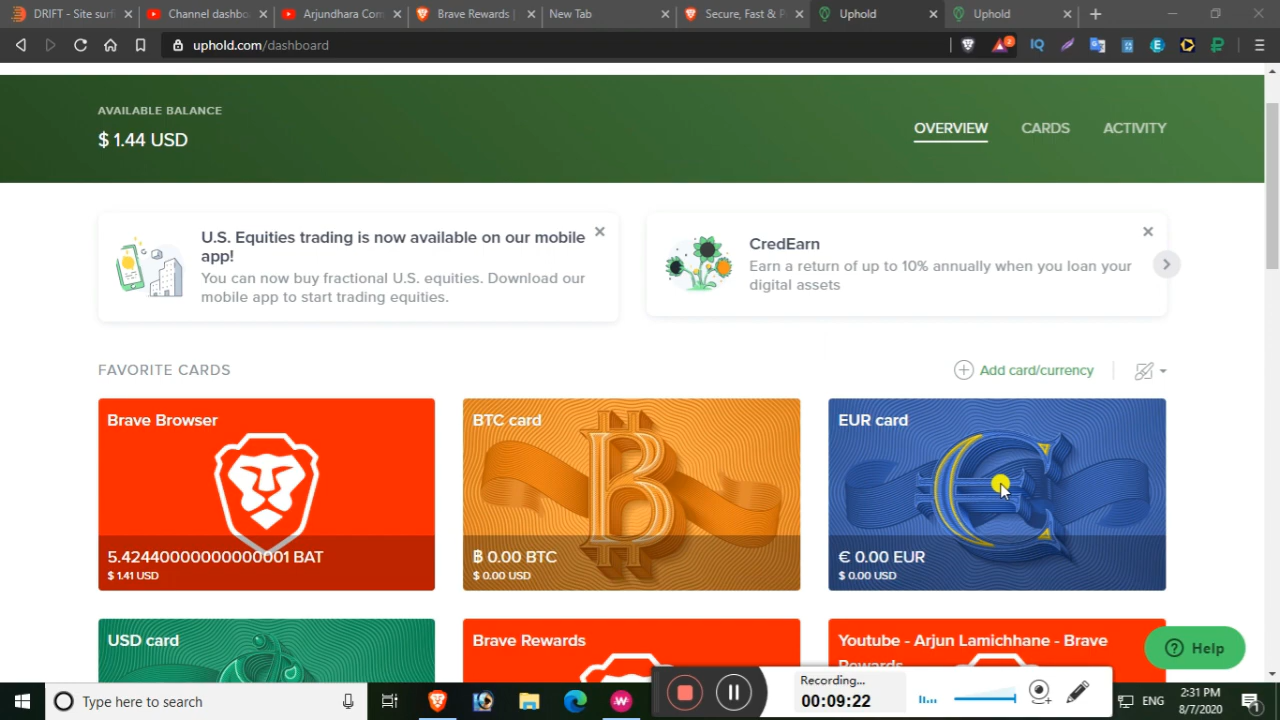 DRIFT - Site surf
Channel dashbo
Arjundhara Com
Brave Rewards |
New Tab
Secure, Fast & P
Uphold
Uphold
uphold.com/dashboard
2
IQ
E
AVAILABLE BALANCE
$ 1.44 USD
OVERVIEW
CARDS
ACTIVITY
U.S. Equities trading is now available on our mobile
app!
You can now buy fractional U.S. equities. Download our
mobile app to start trading equities.
CredEarn
Earn a return of up to 10% annually when you loan your
digital assets
FAVORITE CARDS
Add card/currency
Brave Browser
5.42440000000000001 BAT
$ 1.41 USD
BTC card
฿ 0.00 BTC
$ 0.00 USD
EUR card
€ 0.00 EUR
$ 0.00 USD
USD card
Brave Rewards
Youtube - Arjun Lamichhane - Brave
Rewards
Help
Recording...
00:09:22
Type here to search
ENG
2:31 PM
8/7/2020
1